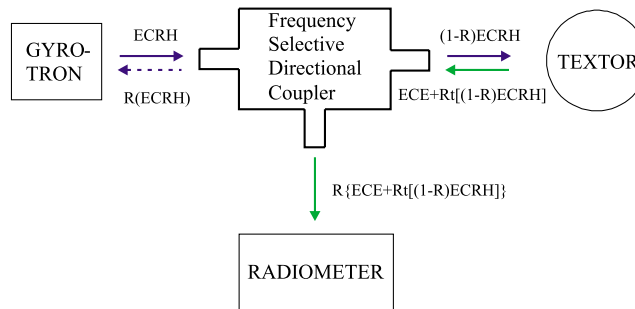 GYRO-
TRON
ECRH
R(ECRH)
Frequency
Selective
Directional
Coupler
(1-R)ECRH
ECE+Rt[(1-R)ECRH]
TEXTOR
R{ECE+Rt[(1-R)ECRH]}
RADIOMETER